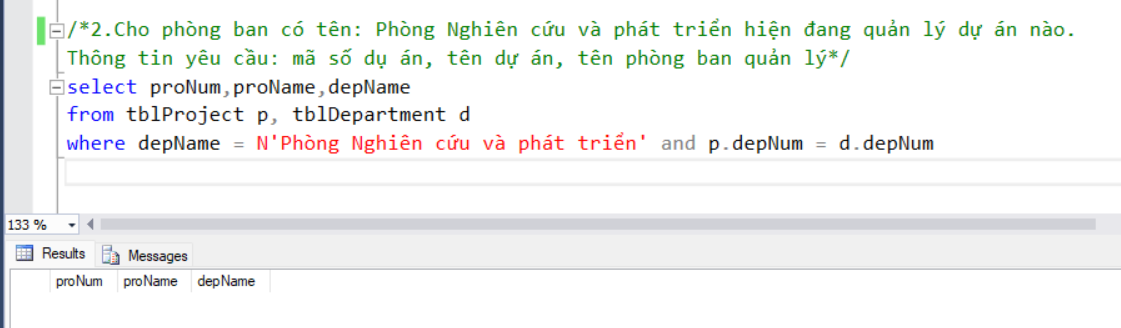 /*2.Cho phòng ban có tên: Phòng Nghiên cứu và phát triển hiện đang quản lý dự án nào.
Thông tin yêu cầu: mã số dụ án, tên dự án, tên phòng ban quản lý*/
select proNum,proName,depName
from tblProject p, tblDepartment d
where depName = N'Phòng Nghiên cứu và phát triển' and p.depNum = d.depNum
133 %
Results Messages
proNum proName depName